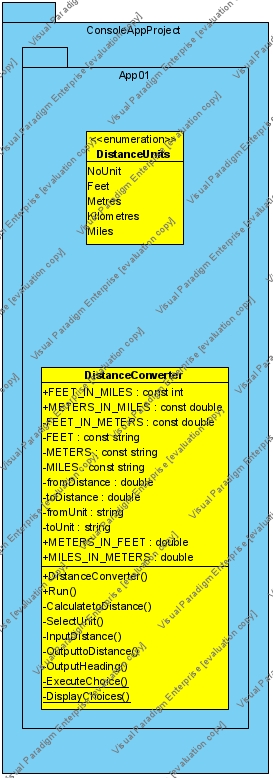 ConsoleAppProject
App01
<<enumeration>>
DistanceUnits
NoUnit
Feet
Metres
Kilometres
Miles
DistanceConverter
+FEET_IN_MILES : const int
+METERS_IN_MILES : const double
-FEET_IN_METERS : const double
-FEET : const string
-METERS : const string
-MILES : const string
-fromDistance : double
-toDistance : double
-fromUnit : string
-toUnit : string
+METERS_IN_FEET : double
+MILES_IN_METERS : double
+DistanceConverter()
+Run()
-CalculatetoDistance()
-SelectUnit()
-InputDistance()
-OutputtoDistance()
-OutputHeading()
-ExecuteChoice()
-DisplayChoices()
Visual Paradigm Enterprise [evaluation copy]